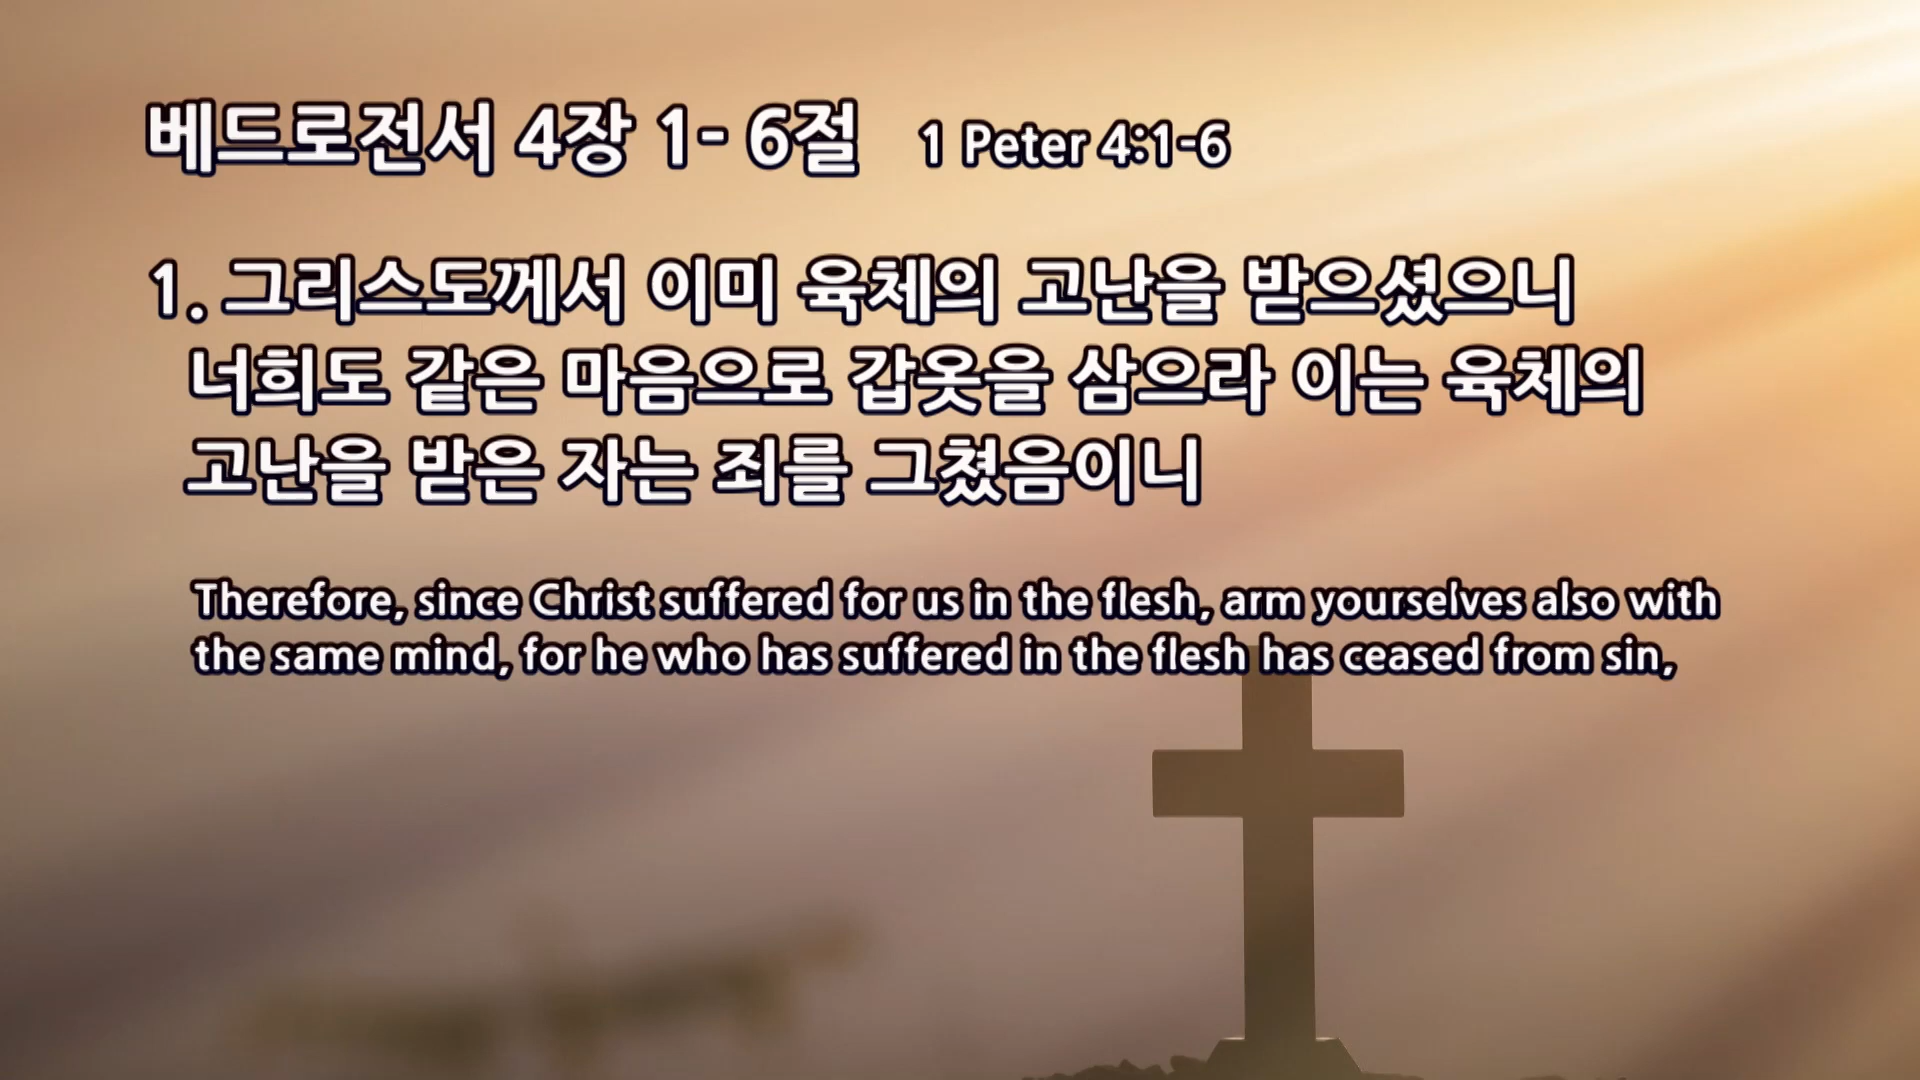 베드로전서 4장 1- 6절 1 Peter 4:1-6
1. 그리스도께서 이미 육체의 고난을 받으셨으니
너희도 같은 마음으로 갑옷을 삼으라 이는 육체의
고난을 받은 자는 죄를 그쳤음이니
Therefore, since Christ suffered for us in the flesh, arm yourselves also with
the same mind, for he who has suffered in the flesh has ceased from sin,